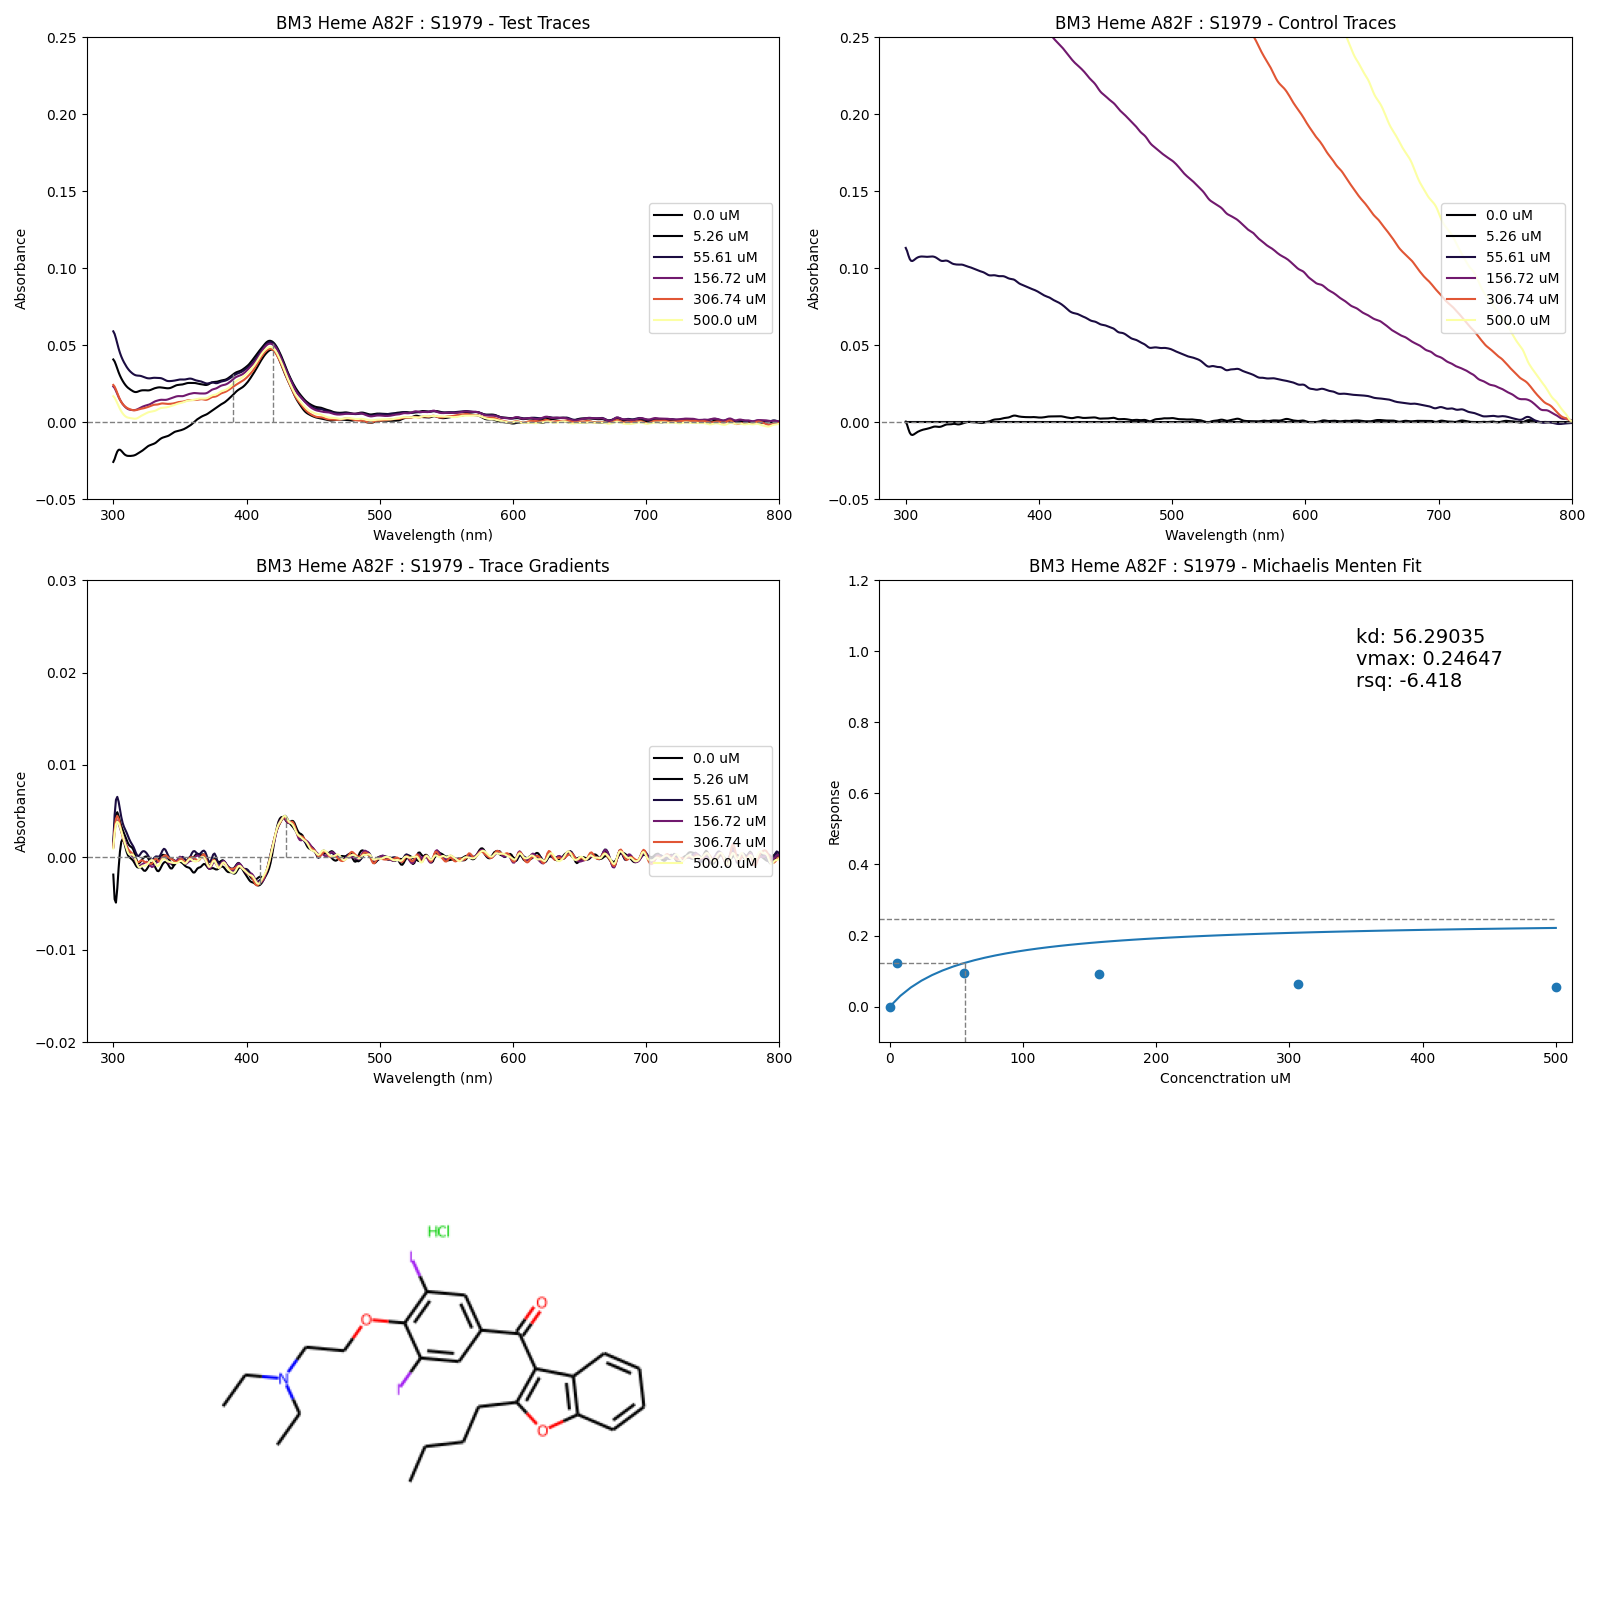 BM3 Heme A82F : S1979 - Test Traces
0.25
0.20
0.15
0.10
0.05
0.00
−0.05
Absorbance
0.0 uM
5.26 uM
55.61 uM
156.72 uM
306.74 uM
500.0 uM
300 400 500 600 700 800
Wavelength (nm)
BM3 Heme A82F : S1979 - Control Traces
0.25
0.20
0.15
0.10
0.05
0.00
−0.05
Absorbance
0.0 uM
5.26 uM
55.61 uM
156.72 uM
306.74 uM
500.0 uM
300 400 500 600 700 800
Wavelength (nm)
BM3 Heme A82F : S1979 - Trace Gradients
0.03
0.02
0.01
0.00
−0.01
−0.02
Absorbance
0.0 uM
5.26 uM
55.61 uM
156.72 uM
306.74 uM
500.0 uM
300 400 500 600 700 800
Wavelength (nm)
BM3 Heme A82F : S1979 - Michaelis Menten Fit
1.2
1.0
0.8
0.6
0.4
0.2
0.0
Response
kd: 56.29035
vmax: 0.24647
rsq: -6.418
0 100 200 300 400 500
Concenctration uM
HCl
I
O
O
N
I
O